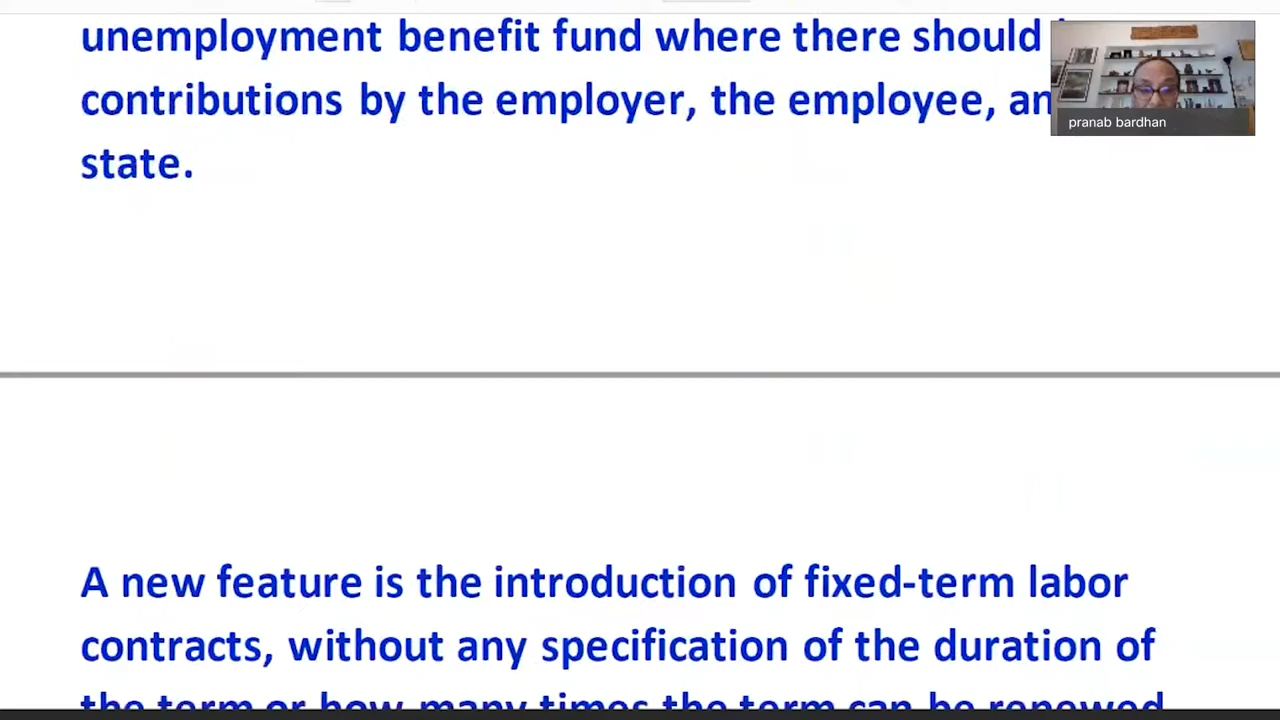 unemployment benefit fund where there should
contributions by the employer, the employee, an
pranab bardhan
state.
A new feature is the introduction of fixed-term labor
contracts, without any specification of the duration of
the term or how many times the term can be renewed